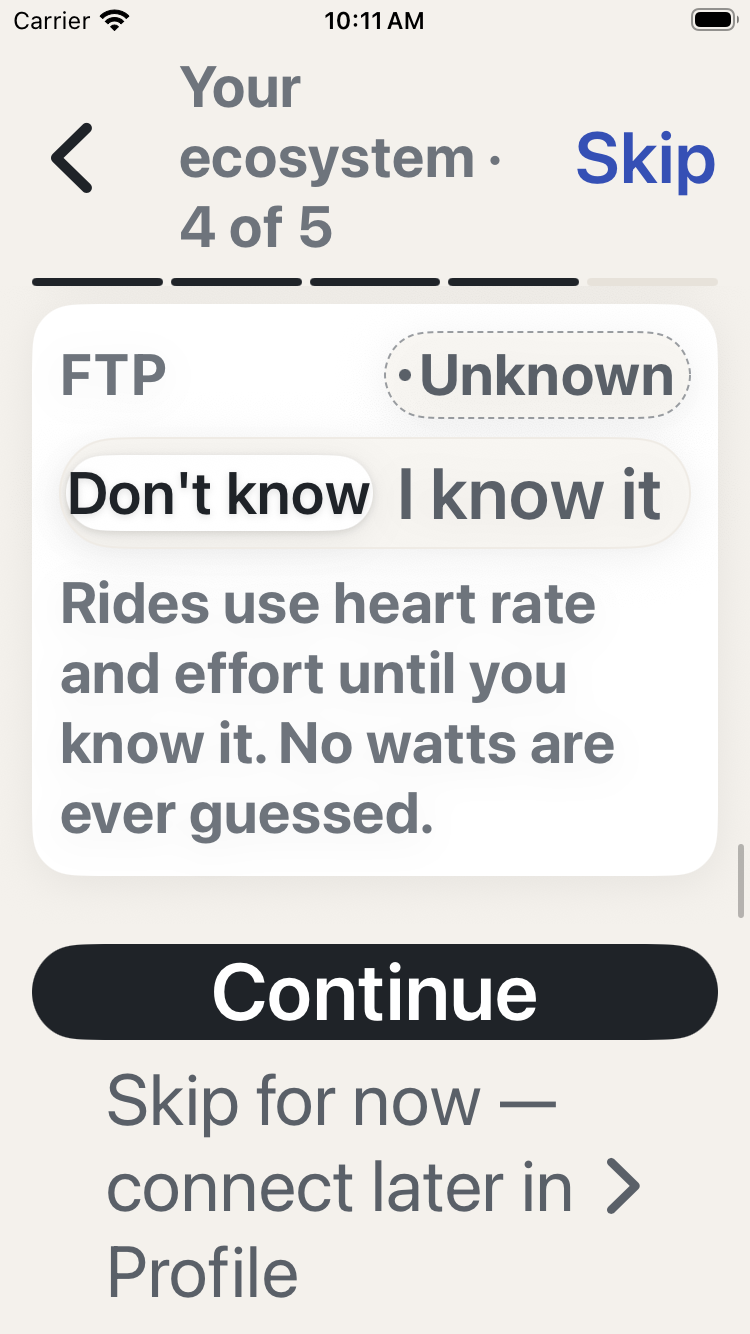 Carrier
10:11 AM
Your
ecosystem ·
4 of 5
Skip
FTP
•Unknown
Don't know
I know it
Rides use heart rate
and effort until you
know it. No watts are
ever guessed.
Continue
Skip for now —
connect later in
Profile